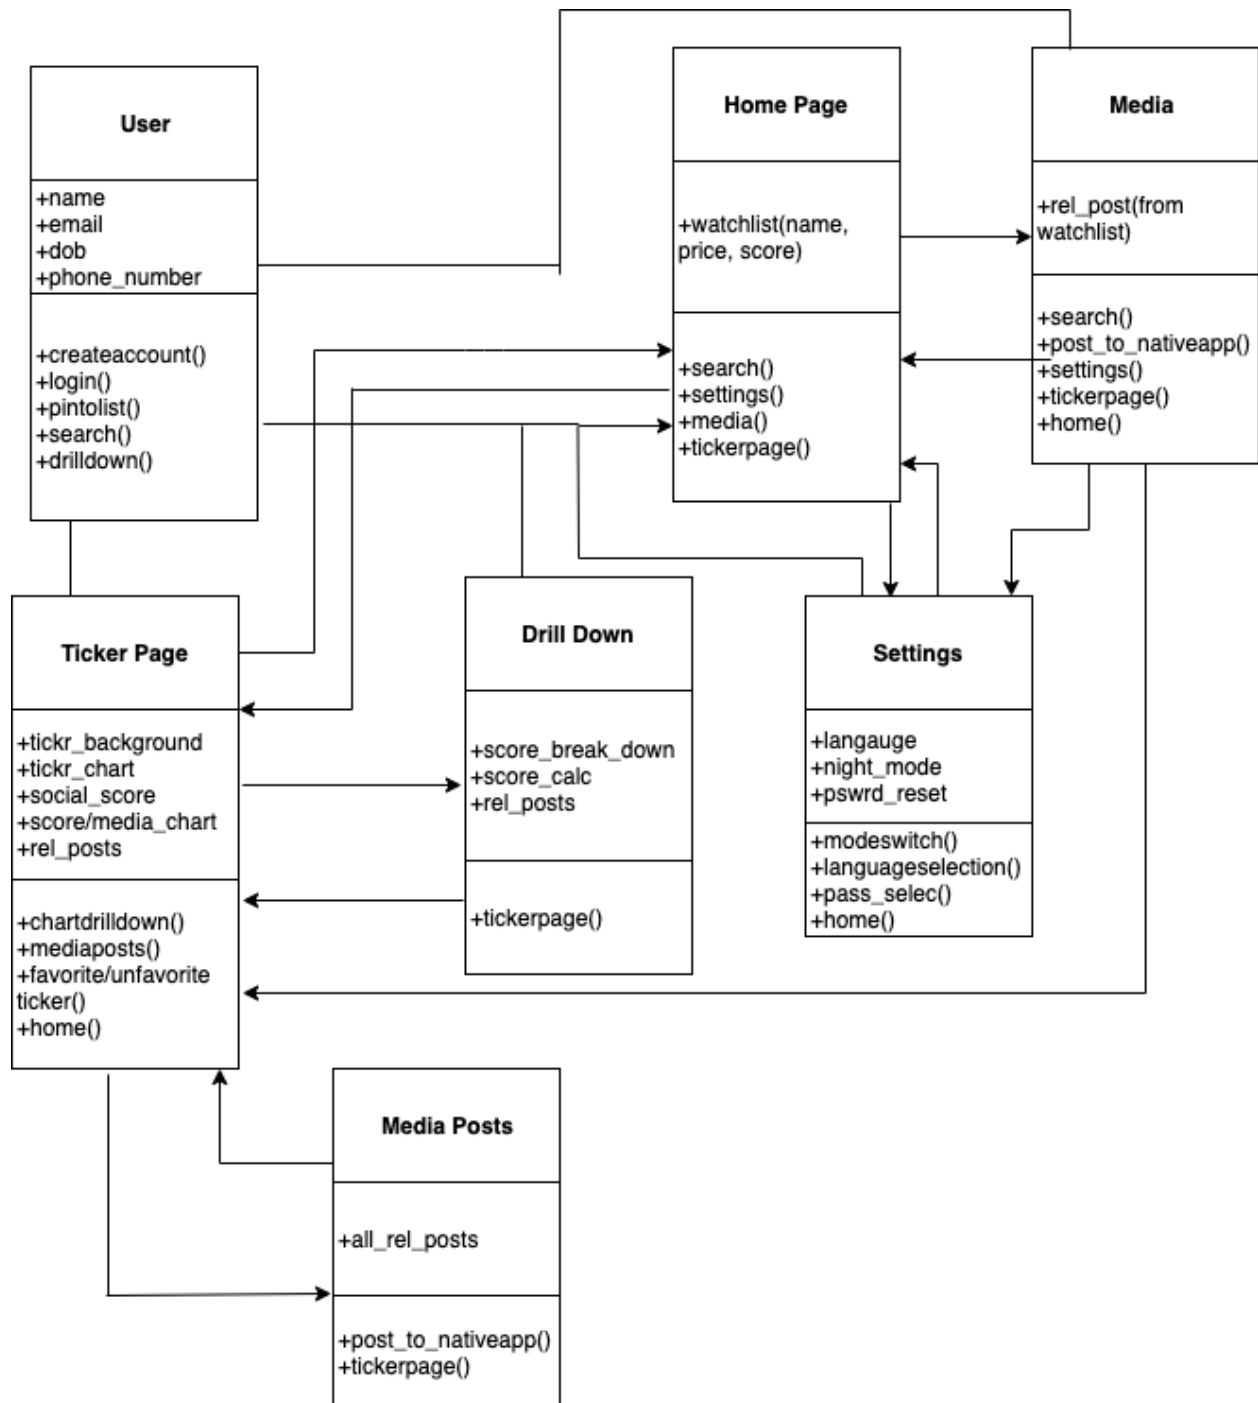 User
+name
+email
+dob
+phone_number
+createaccount()
+login()
+pintolist()
+search()
+drilldown()
Home Page
+watchlist(name,
price, score)
+search()
+settings()
+media()
+tickerpage()
Media
+rel_post(from
watchlist)
+search()
+post_to_nativeapp()
+settings()
+tickerpage()
+home()
Ticker Page
+tickr_background
+tickr_chart
+social_score
+score/media_chart
+rel_posts
+chartdrilldown()
+mediaposts()
+favorite/unfavorite
ticker()
+home()
Drill Down
+score_break_down
+score_calc
+rel_posts
+tickerpage()
Settings
+langauge
+night_mode
+pswrd_reset
+modeswitch()
+languageselection()
+pass_selec()
+home()
Media Posts
+all_rel_posts
+post_to_nativeapp()
+tickerpage()